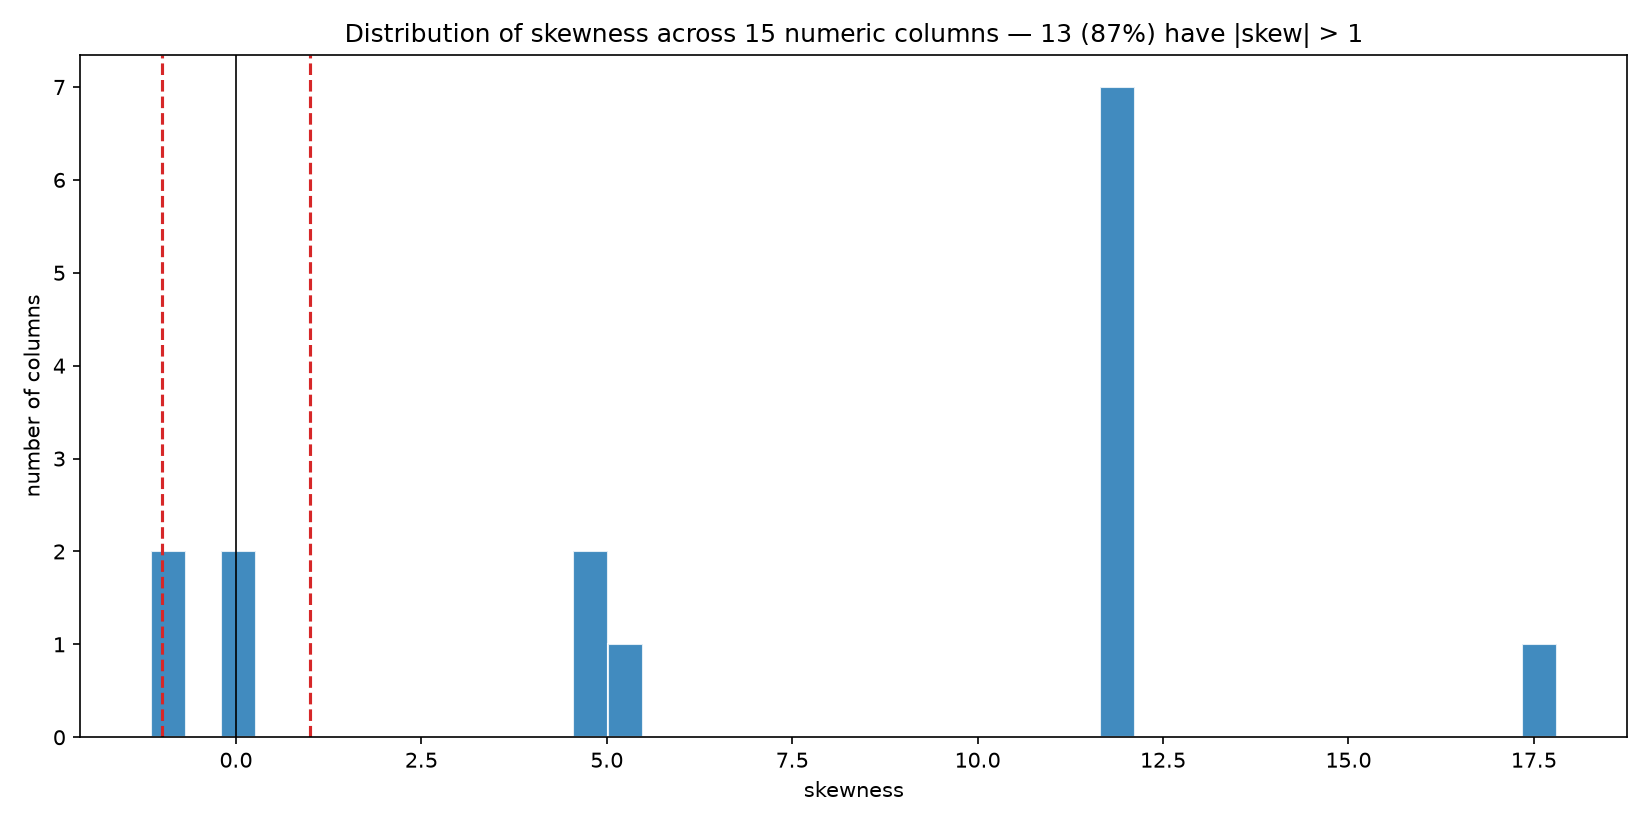 Distribution of skewness across 15 numeric columns — 13 (87%) have |skew| > 1
7
6
5
4
3
2
1
0
number of columns
0.0 2.5 5.0 7.5 10.0 12.5 15.0 17.5
skewness